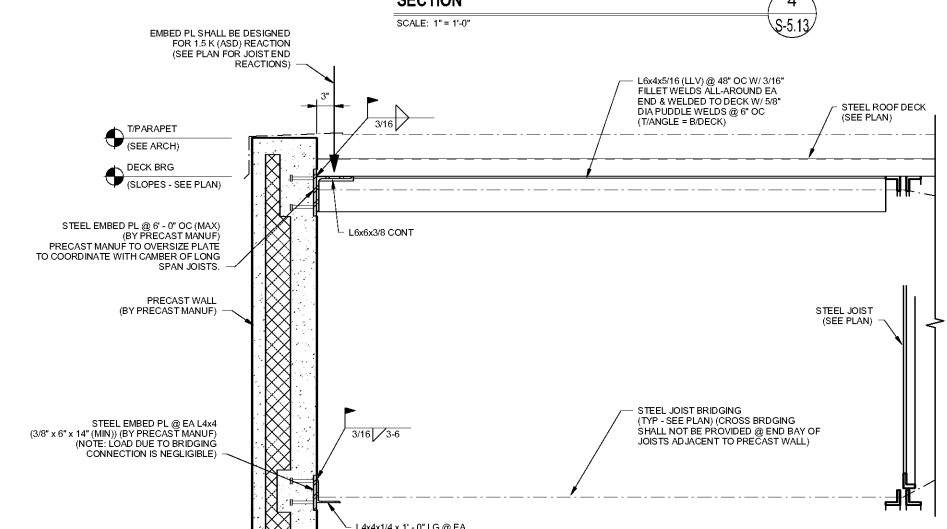 SECTION
SCALE: 1" = 1'-0"
4
S-5.13
EMBED PL SHALL BE DESIGNED
FOR 1.5 K (ASD) REACTION
(SEE PLAN FOR JOIST END
REACTIONS)
3"
3/16
L6x4x5/16 (LLV) @ 48" OC W/ 3/16"
FILLET WELDS ALL-AROUND EA
END & WELDED TO DECK W/ 5/8"
DIA PUDDLE WELDS @ 6" OC
(T/ANGLE = B/DECK)
STEEL ROOF DECK
(SEE PLAN)
T/PARAPET
(SEE ARCH)
DECK BRG
(SLOPES - SEE PLAN)
STEEL EMBED PL @ 6' - 0" OC (MAX)
(BY PRECAST MANUF)
PRECAST MANUF TO OVERSIZE PLATE
TO COORDINATE WITH CAMBER OF LONG
SPAN JOISTS.
L6x6x3/8 CONT
PRECAST WALL
(BY PRECAST MANUF)
STEEL JOIST
(SEE PLAN)
STEEL EMBED PL @ EA L4x4
(3/8" x 6" x 14" (MIN)) (BY PRECAST MANUF)
(NOTE: LOAD DUE TO BRIDGING
CONNECTION IS NEGLIGIBLE)
3/16 3-6
STEEL JOIST BRIDGING
(TYP - SEE PLAN) (CROSS BRDGING
SHALL NOT BE PROVIDED @ END BAY OF
JOISTS ADJACENT TO PRECAST WALL)
L4x4x1/4 x 1' - 0" LG @ EA